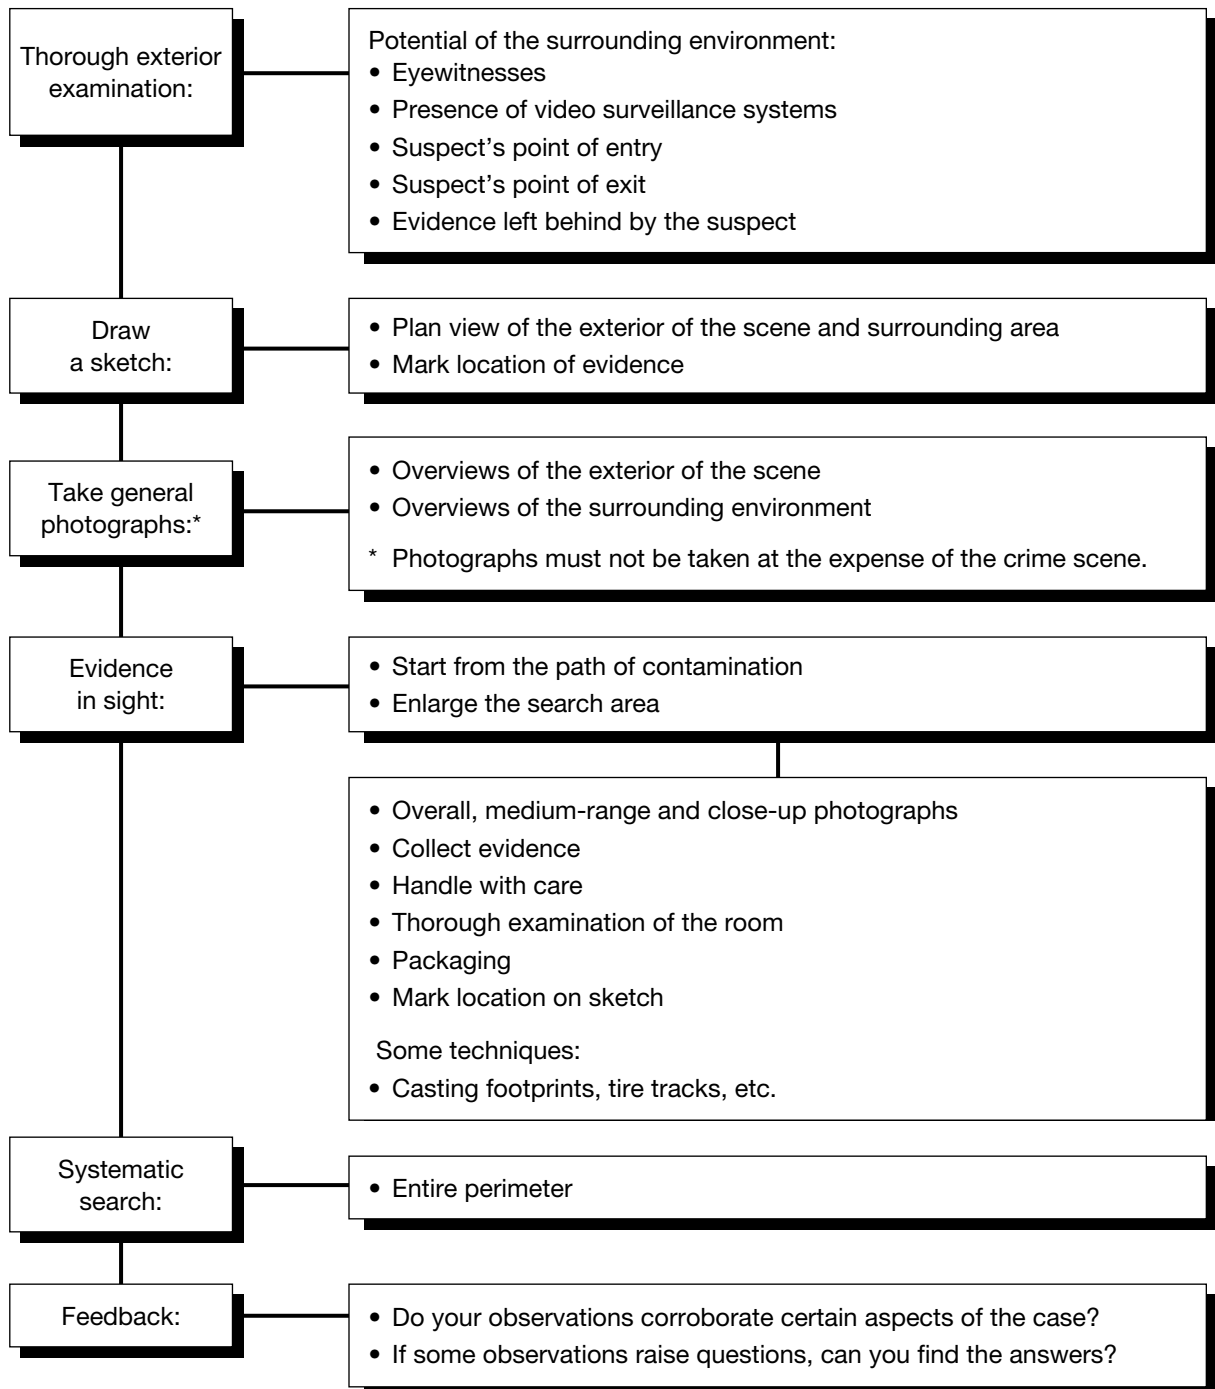 Thorough exterior
examination:
Potential of the surrounding environment:
• Eyewitnesses
• Presence of video surveillance systems
• Suspect’s point of entry
• Suspect’s point of exit
• Evidence left behind by the suspect
Draw
a sketch:
• Plan view of the exterior of the scene and surrounding area
• Mark location of evidence
Take general
photographs:*
• Overviews of the exterior of the scene
• Overviews of the surrounding environment
* Photographs must not be taken at the expense of the crime scene.
Evidence
in sight:
• Start from the path of contamination
• Enlarge the search area
• Overall, medium-range and close-up photographs
• Collect evidence
• Handle with care
• Thorough examination of the room
• Packaging
• Mark location on sketch
Some techniques:
• Casting footprints, tire tracks, etc.
Systematic
search:
• Entire perimeter
Feedback:
• Do your observations corroborate certain aspects of the case?
• If some observations raise questions, can you find the answers?